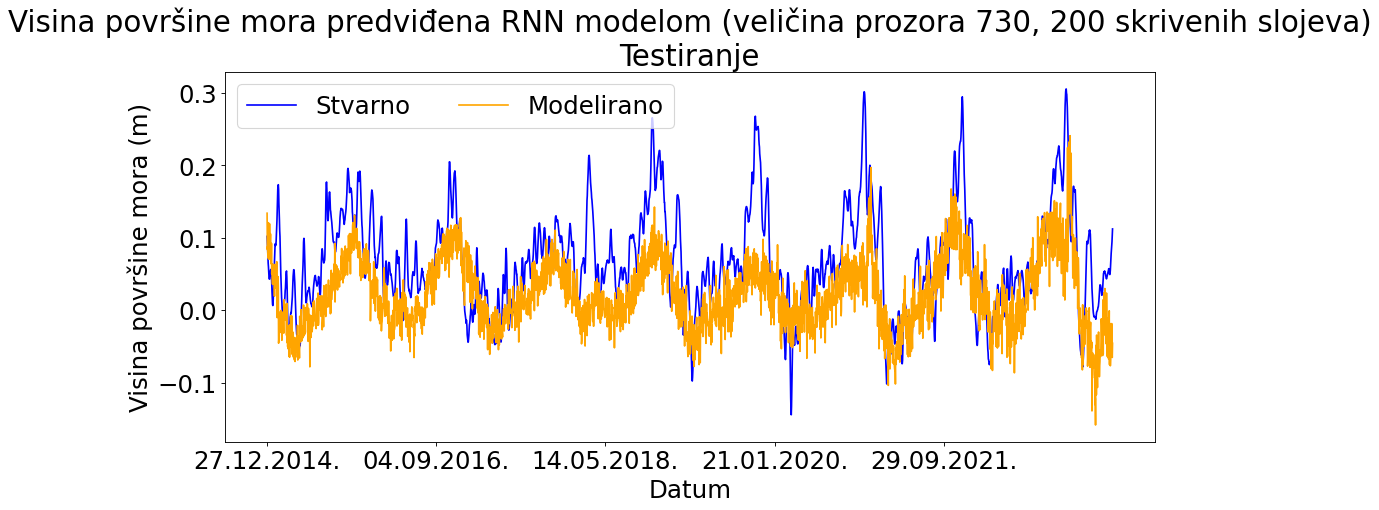 Visina površine mora predviđena RNN modelom (veličina prozora 730, 200 skrivenih slojeva)
Testiranje
Stvarno
Modelirano
Visina površine mora (m)
0.3
0.2
0.1
0.0
−0.1
27.12.2014.
04.09.2016.
14.05.2018.
21.01.2020.
29.09.2021.
Datum